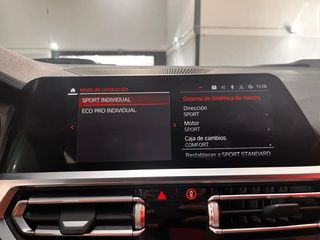 Modo de conducción
11:18
SPORT INDIVIDUAL
ECO PRO INDIVIDUAL
Sistema de dinámica de marcha
Dirección
SPORT
Motor
SPORT
Caja de cambios
COMFORT
Restablecer a SPORT STANDARD